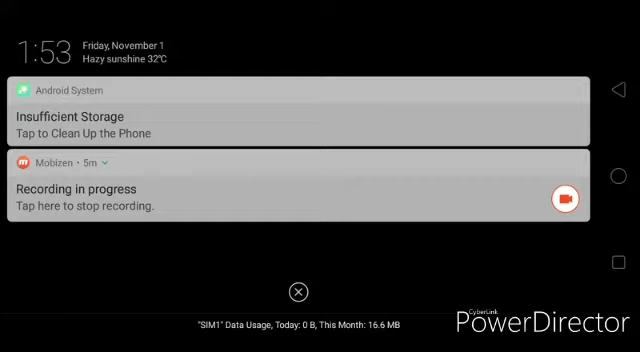 1:53
Friday, November 1
Hazy sunshine 32°C
Android System
Insufficient Storage
Tap to Clean Up the Phone
Mobizen • 5m
Recording in progress
Tap here to stop recording.
"SIM1" Data Usage, Today: 0 B, This Month: 16.6 MB
CyberLink
PowerDirector